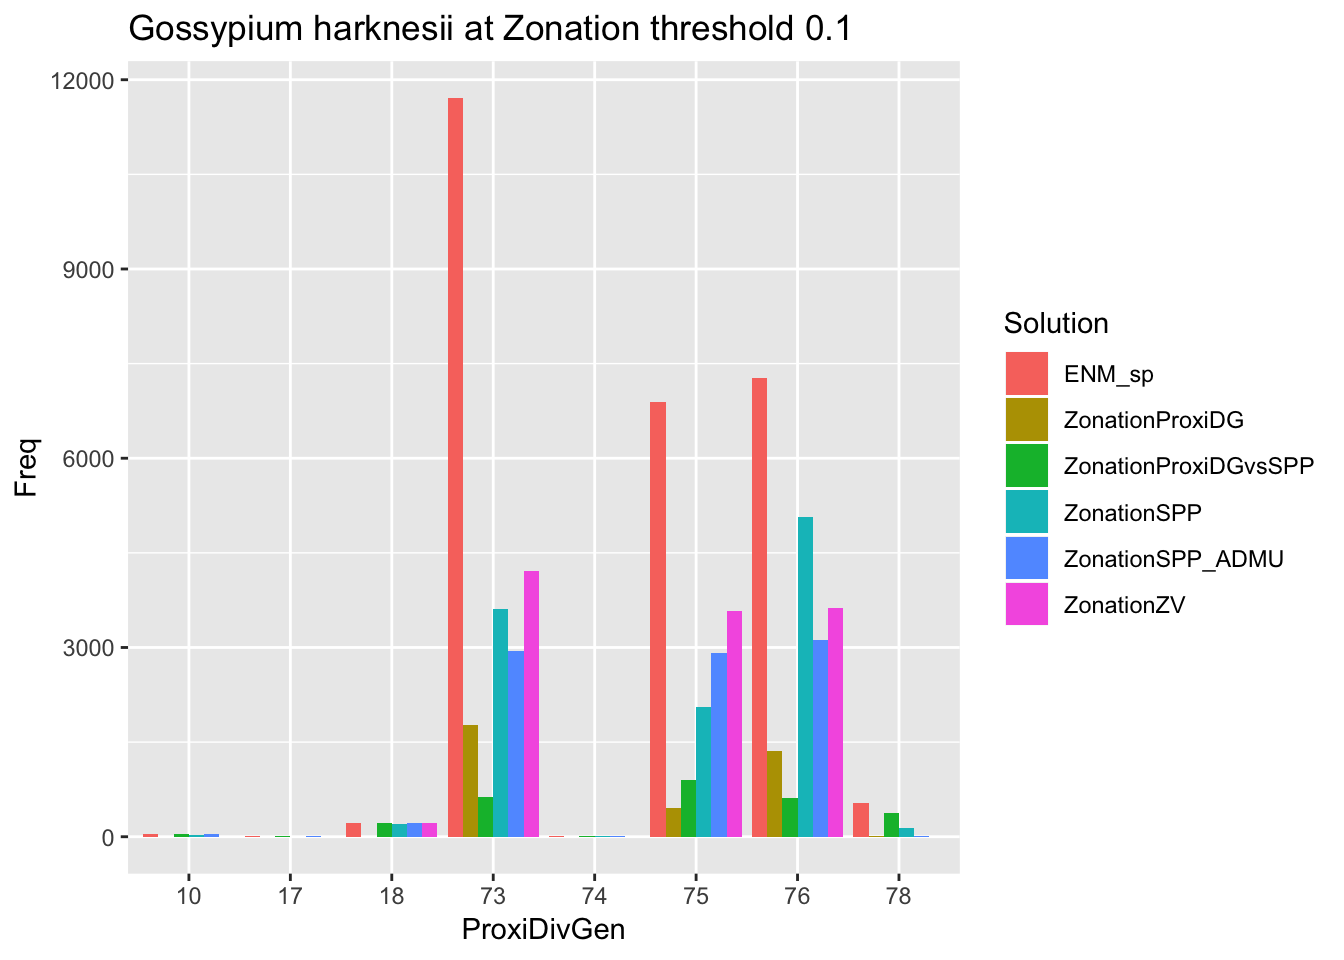 Gossypium harknesii at Zonation threshold 0.1
12000
9000
6000
3000
0
Freq
10 17 18 73 74 75 76 78
ProxiDivGen
Solution
ENM_sp
ZonationProxiDG
ZonationProxiDGvsSPP
ZonationSPP
ZonationSPP_ADMU
ZonationZV